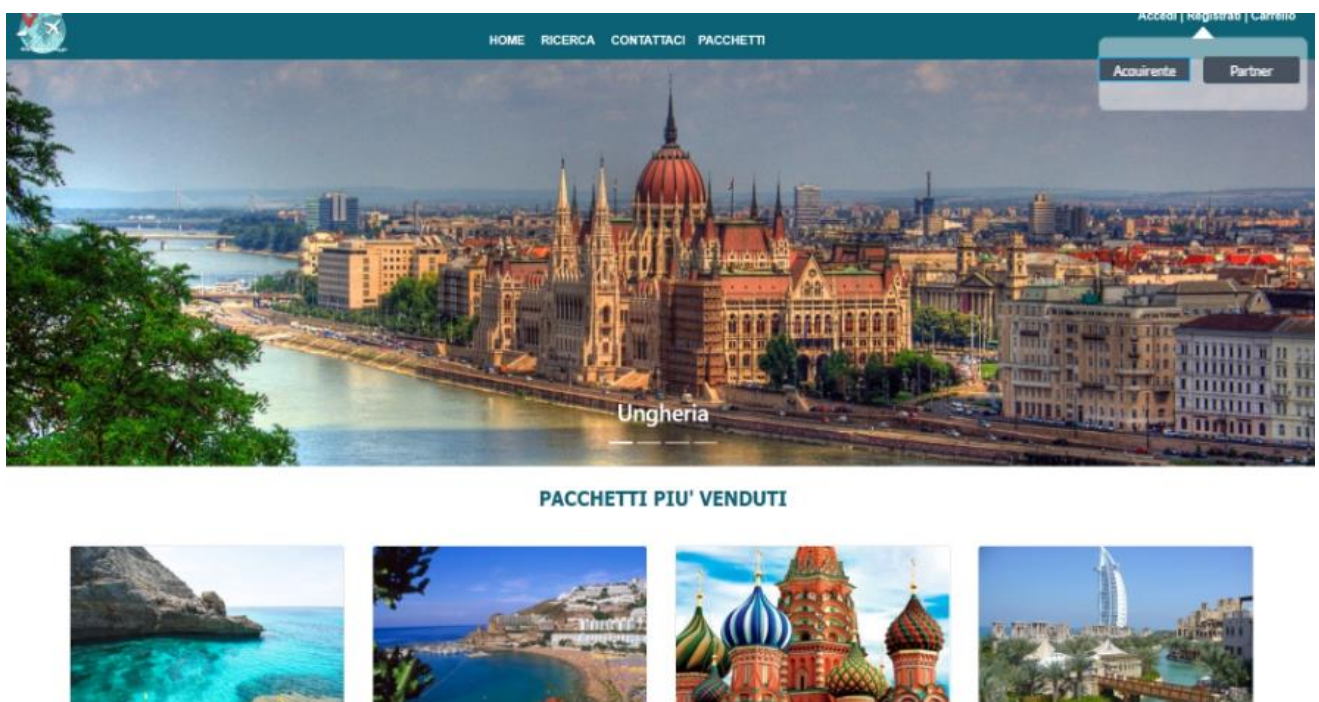 Accedi | Registrati | Carrello
HOME RICERCA CONTATTACI PACCHETTI
Acquirente Partner
Ungheria
PACCHETTI PIU' VENDUTI